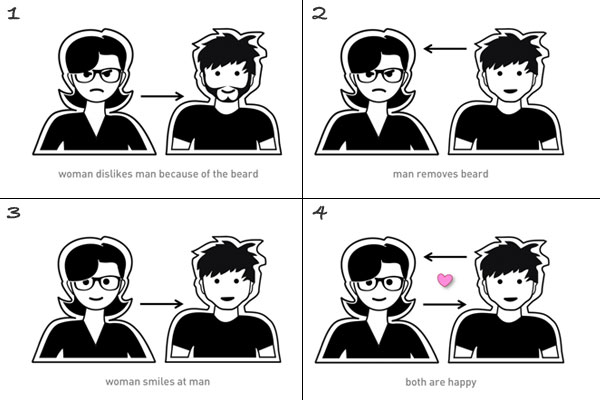 1
woman dislikes man because of the beard
2
man removes beard
3
woman smiles at man
4
both are happy